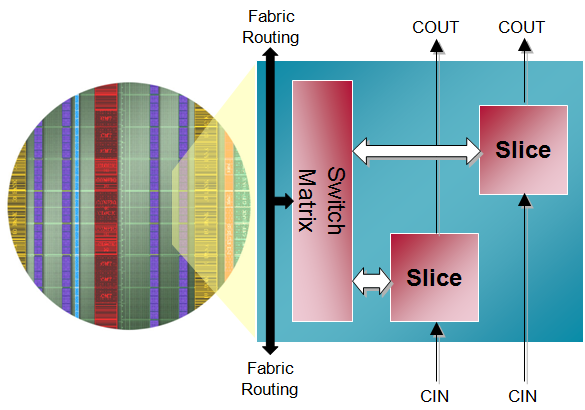 Fabric
Routing
COUT
COUT
Switch
Matrix
Slice
Slice
Fabric
Routing
CIN
CIN